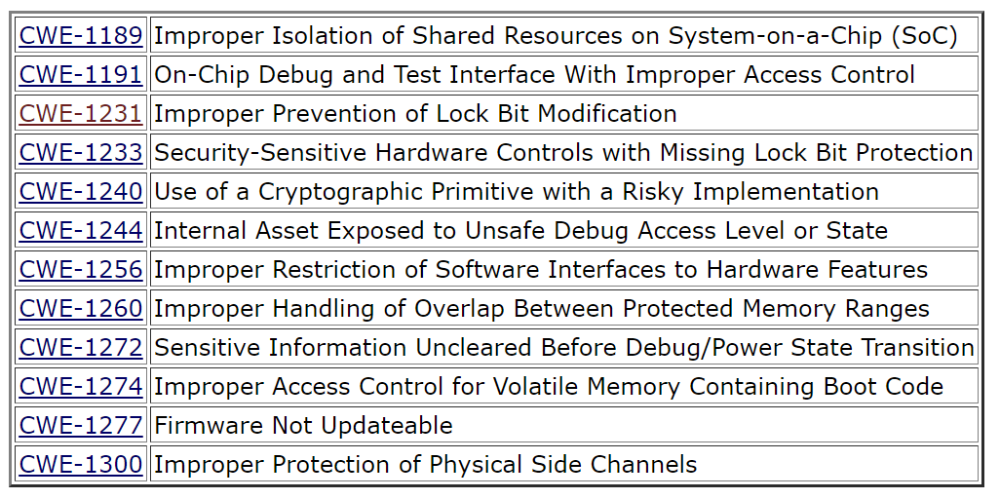 CWE-1189 Improper Isolation of Shared Resources on System-on-a-Chip (SoC)
CWE-1191 On-Chip Debug and Test Interface With Improper Access Control
CWE-1231 Improper Prevention of Lock Bit Modification
CWE-1233 Security-Sensitive Hardware Controls with Missing Lock Bit Protection
CWE-1240 Use of a Cryptographic Primitive with a Risky Implementation
CWE-1244 Internal Asset Exposed to Unsafe Debug Access Level or State
CWE-1256 Improper Restriction of Software Interfaces to Hardware Features
CWE-1260 Improper Handling of Overlap Between Protected Memory Ranges
CWE-1272 Sensitive Information Uncleared Before Debug/Power State Transition
CWE-1274 Improper Access Control for Volatile Memory Containing Boot Code
CWE-1277 Firmware Not Updateable
CWE-1300 Improper Protection of Physical Side Channels